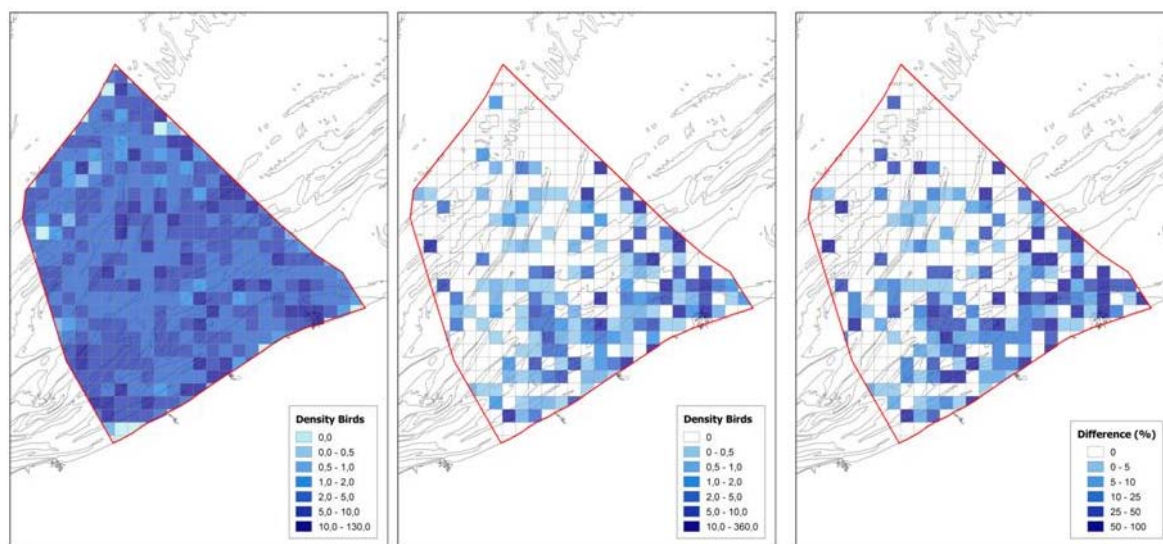 Density Birds
0,0
0,0 - 0,5
0,5 - 1,0
1,0 - 2,0
2,0 - 5,0
5,0 - 10,0
10,0 - 130,0
Density Birds
0
0 - 0,5
0,5 - 1,0
1,0 - 2,0
2,0 - 5,0
5,0 - 10,0
10,0 - 360,0
Difference (%)
0
0 - 5
5 - 10
10 - 25
25 - 50
50 - 100